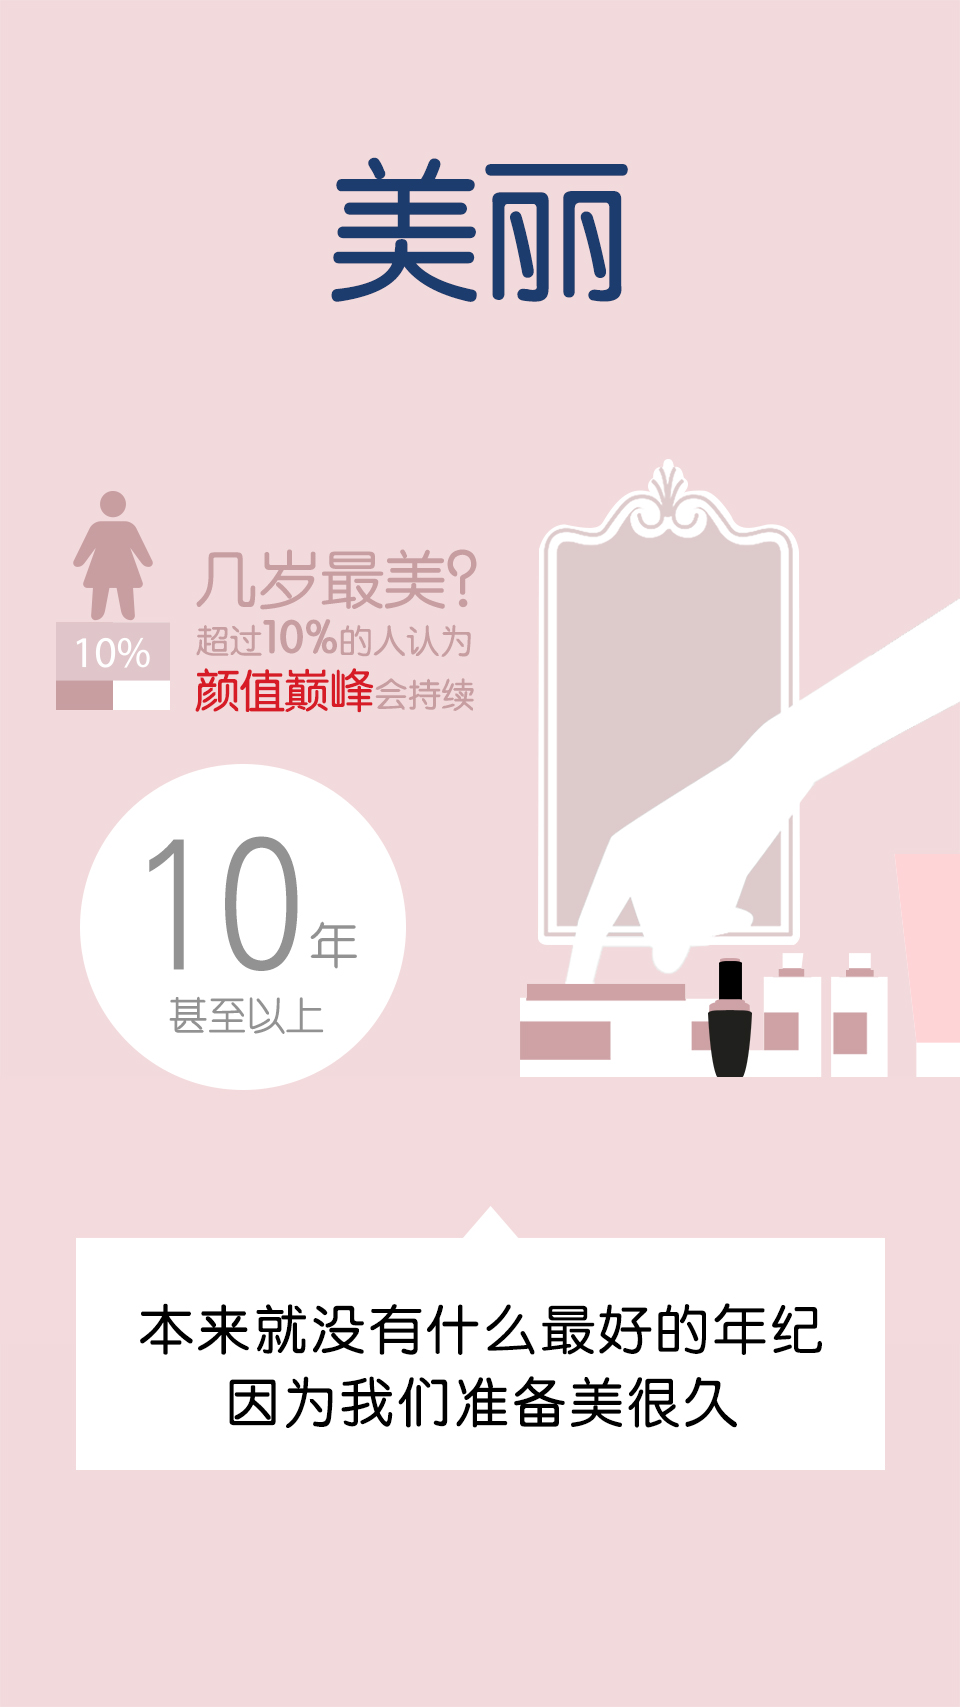 美丽
几岁最美?
10%
超过10%的人认为
颜值巅峰会持续
10年
甚至以上
本来就没有什么最好的年纪
因为我们准备美很久